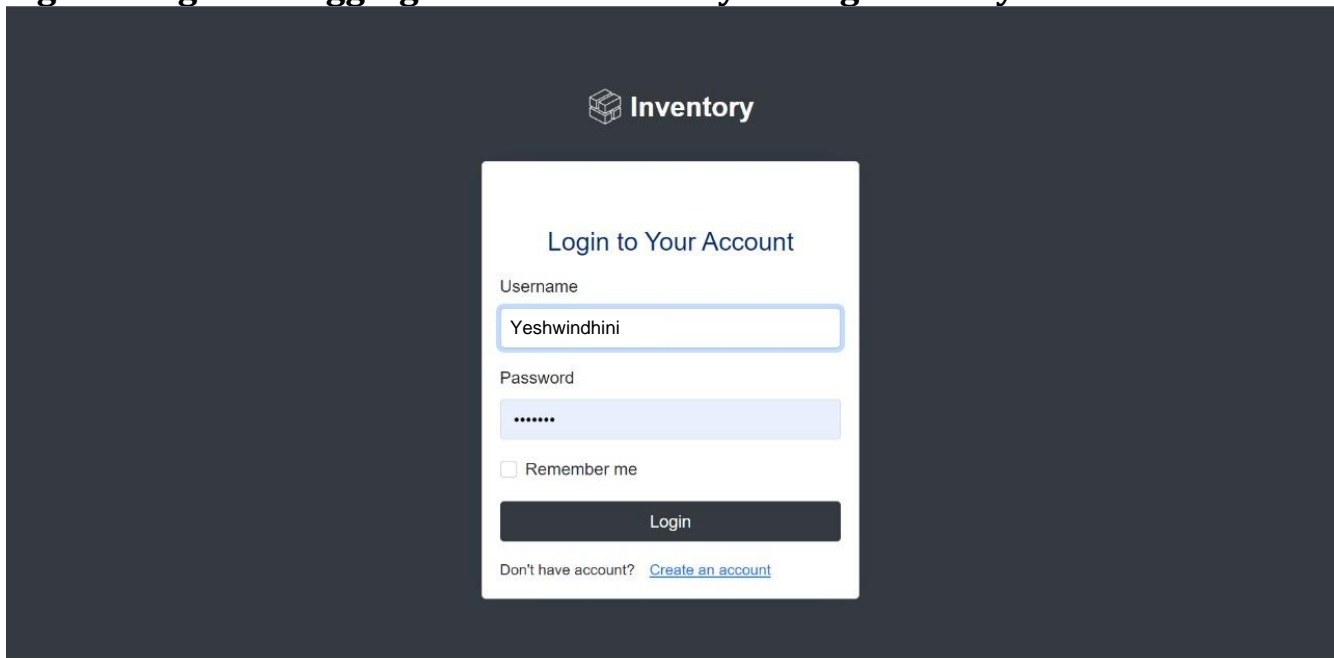 Inventory
Login to Your Account
Username
Yeshwindhini
Password
•••••••
Remember me
Login
Don't have account? Create an account